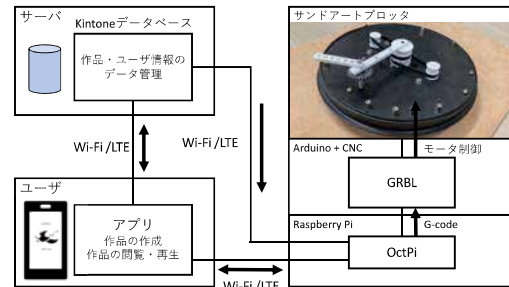 サーバ
Kintoneデータベース
作品・ユーザ情報の
データ管理
Wi-Fi/LTE
Wi-Fi/LTE
ユーザ
アプリ
作品の作成
作品の閲覧・再生
Wi-Fi/LTE
サンドアートプロッタ
Arduino + CNC
モータ制御
GRBL
Raspberry Pi
G-code
OctPi